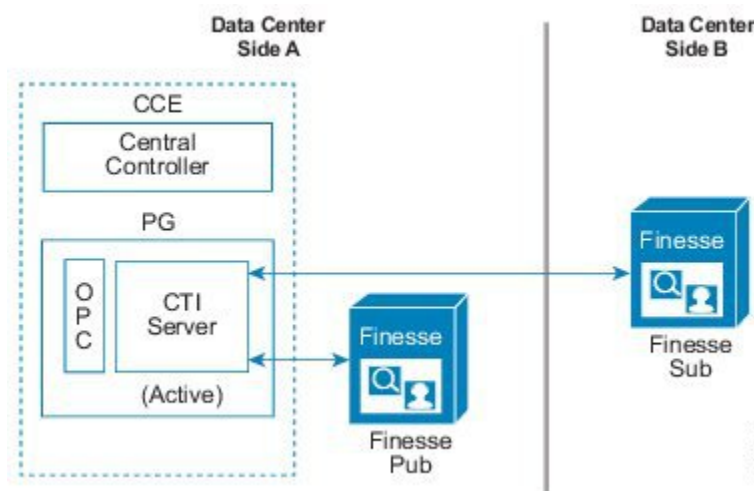 Data Center
Side A
Data Center
Side B
CCE
Central
Controller
PG
O
P
C
CTI
Server
(Active)
Finesse
Finesse
Pub
Finesse
Finesse
Sub